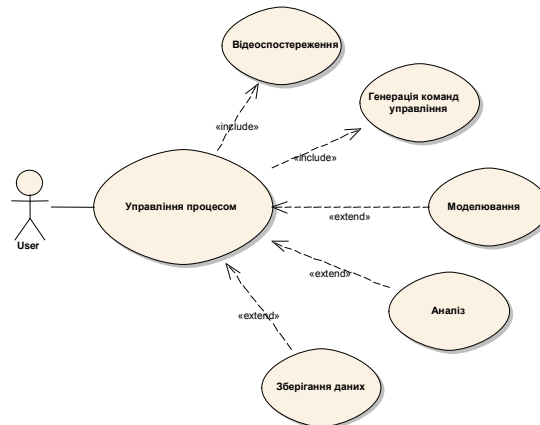 Відеоспостереження
Генерація команд
управління
«include»
«include»
Управління процесом
Моделювання
«extend»
User
«extend»
Аналіз
«extend»
Зберігання даних